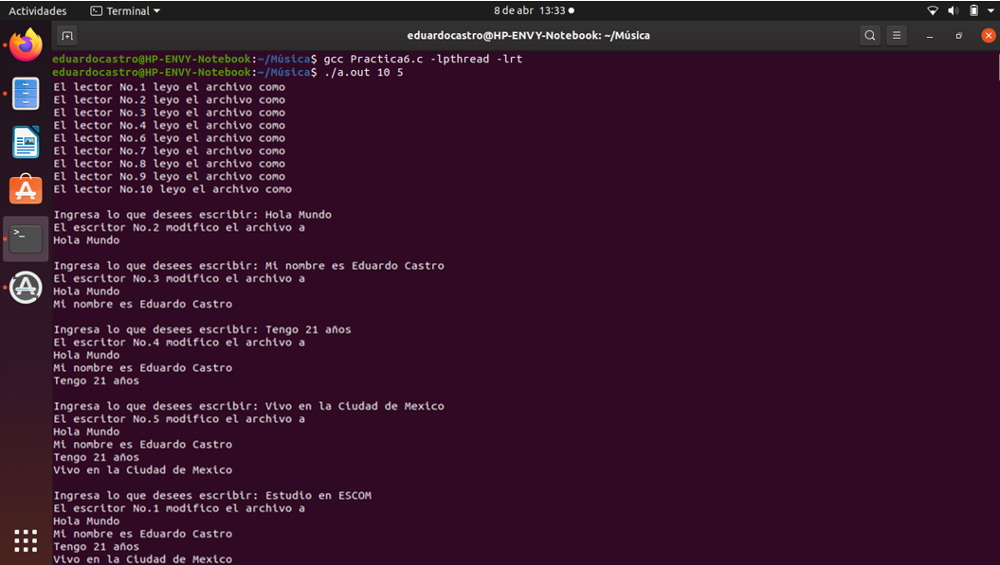 Actividades Terminal 8 de abr 13:33
eduardocastro@HP-ENVY-Notebook: ~/Música
eduardocastro@HP-ENVY-Notebook:~/Música$ gcc Practica6.c -lpthread -lrt
eduardocastro@HP-ENVY-Notebook:~/Música$ ./a.out 10 5
El lector No.1 leyo el archivo como
El lector No.2 leyo el archivo como
El lector No.3 leyo el archivo como
El lector No.4 leyo el archivo como
El lector No.6 leyo el archivo como
El lector No.7 leyo el archivo como
El lector No.8 leyo el archivo como
El lector No.9 leyo el archivo como
El lector No.10 leyo el archivo como
Ingresa lo que desees escribir: Hola Mundo
El escritor No.2 modifico el archivo a
Hola Mundo
Ingresa lo que desees escribir: Mi nombre es Eduardo Castro
El escritor No.3 modifico el archivo a
Hola Mundo
Mi nombre es Eduardo Castro
Ingresa lo que desees escribir: Tengo 21 años
El escritor No.4 modifico el archivo a
Hola Mundo
Mi nombre es Eduardo Castro
Tengo 21 años
Ingresa lo que desees escribir: Vivo en la Ciudad de Mexico
El escritor No.5 modifico el archivo a
Hola Mundo
Mi nombre es Eduardo Castro
Tengo 21 años
Vivo en la Ciudad de Mexico
Ingresa lo que desees escribir: Estudio en ESCOM
El escritor No.1 modifico el archivo a
Hola Mundo
Mi nombre es Eduardo Castro
Tengo 21 años
Vivo en la Ciudad de Mexico